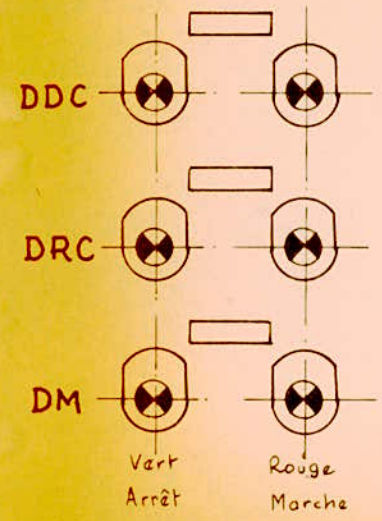 DDC
DRC
DM
Vert
Arrêt
Rouge
Marche